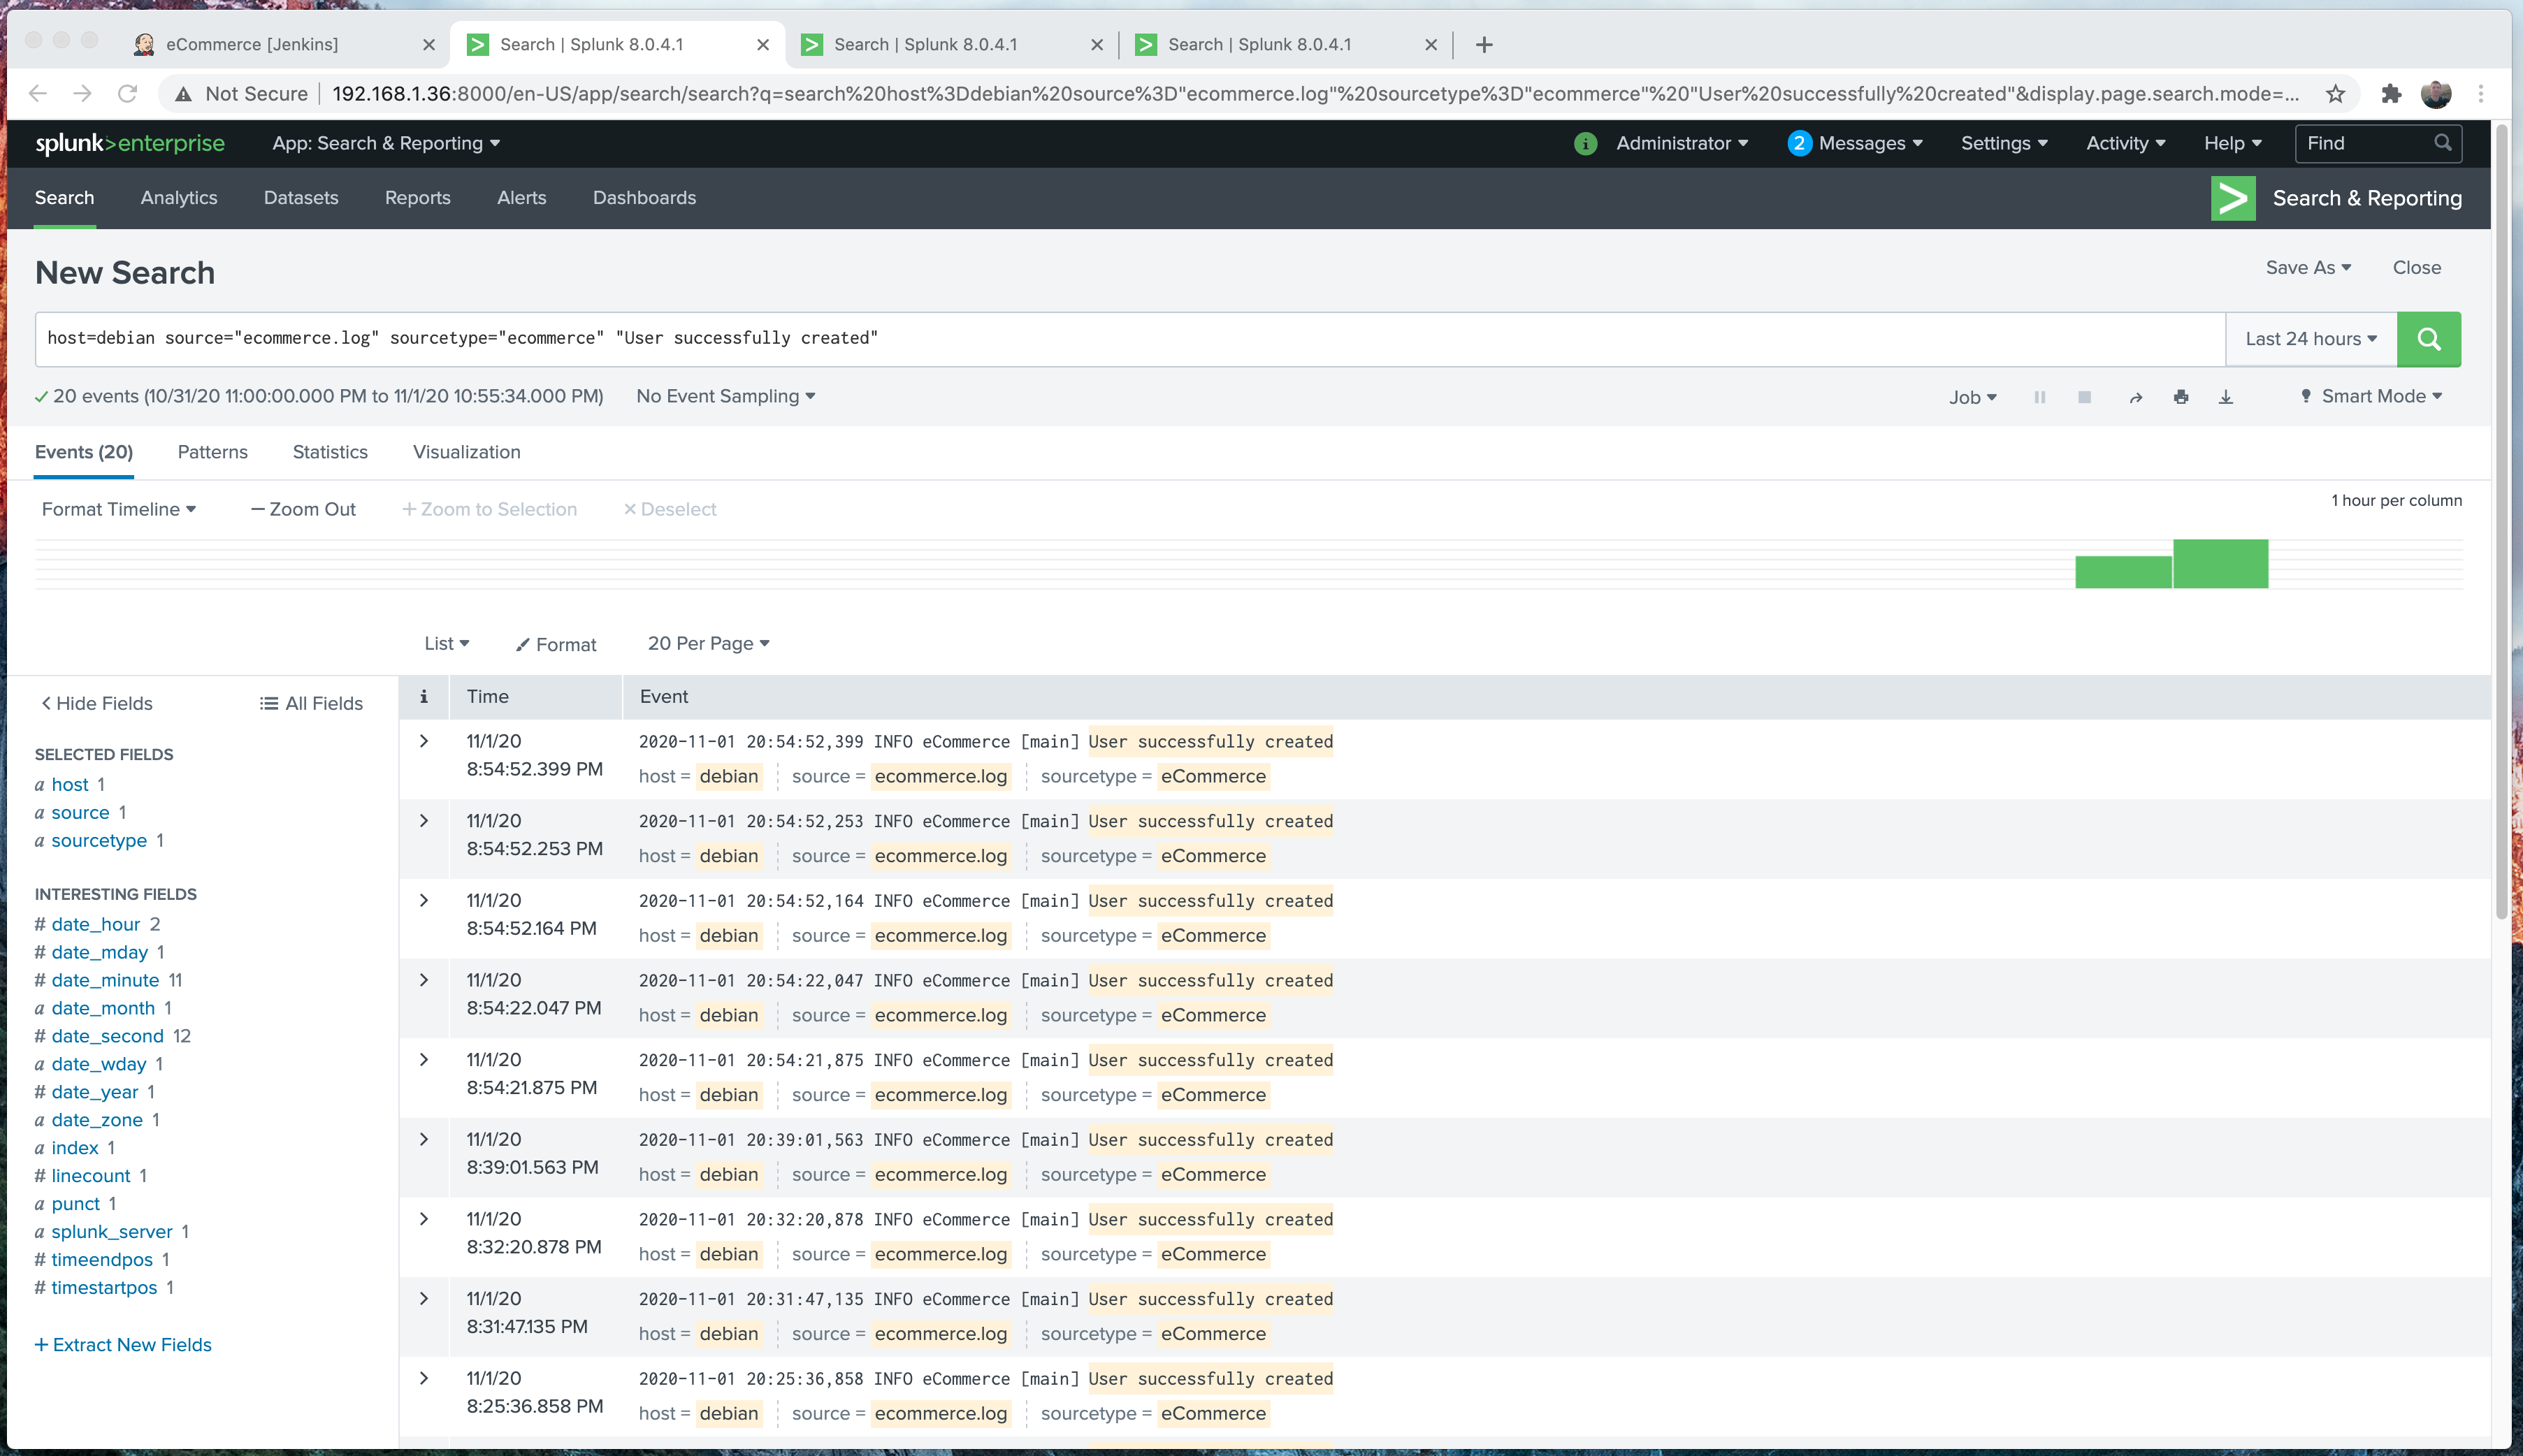 eCommerce [Jenkins]
Search | Splunk 8.0.4.1
Search | Splunk 8.0.4.1
Search | Splunk 8.0.4.1
Not Secure
192.168.1.36:8000/en-US/app/search/search?q=search%20host%3Ddebian%20source%3D"ecommerce.log"%20sourcetype%3D"ecommerce"%20"User%20successfully%20created"&display.page.search.mode=...
splunk>enterprise App: Search & Reporting i Administrator 2 Messages Settings Activity Help Find
Search Analytics Datasets Reports Alerts Dashboards > Search & Reporting
New Search Save As Close
host=debian source="ecommerce.log" sourcetype="ecommerce" "User successfully created" Last 24 hours
20 events (10/31/20 11:00:00.000 PM to 11/1/20 10:55:34.000 PM) No Event Sampling Job Smart Mode
Events (20) Patterns Statistics Visualization
Format Timeline — Zoom Out + Zoom to Selection × Deselect 1 hour per column
List Format 20 Per Page
< Hide Fields All Fields
SELECTED FIELDS
a host 1
a source 1
a sourcetype 1
INTERESTING FIELDS
# date_hour 2
# date_mday 1
# date_minute 11
a date_month 1
# date_second 12
a date_wday 1
# date_year 1
a date_zone 1
a index 1
# linecount 1
a punct 1
a splunk_server 1
# timeendpos 1
# timestartpos 1
+ Extract New Fields
i Time Event
11/1/20
8:54:52.399 PM
2020-11-01 20:54:52,399 INFO eCommerce [main] User successfully created
host = debian source = ecommerce.log sourcetype = eCommerce
11/1/20
8:54:52.253 PM
2020-11-01 20:54:52,253 INFO eCommerce [main] User successfully created
host = debian source = ecommerce.log sourcetype = eCommerce
11/1/20
8:54:52.164 PM
2020-11-01 20:54:52,164 INFO eCommerce [main] User successfully created
host = debian source = ecommerce.log sourcetype = eCommerce
11/1/20
8:54:22.047 PM
2020-11-01 20:54:22,047 INFO eCommerce [main] User successfully created
host = debian source = ecommerce.log sourcetype = eCommerce
11/1/20
8:54:21.875 PM
2020-11-01 20:54:21,875 INFO eCommerce [main] User successfully created
host = debian source = ecommerce.log sourcetype = eCommerce
11/1/20
8:39:01.563 PM
2020-11-01 20:39:01,563 INFO eCommerce [main] User successfully created
host = debian source = ecommerce.log sourcetype = eCommerce
11/1/20
8:32:20.878 PM
2020-11-01 20:32:20,878 INFO eCommerce [main] User successfully created
host = debian source = ecommerce.log sourcetype = eCommerce
11/1/20
8:31:47.135 PM
2020-11-01 20:31:47,135 INFO eCommerce [main] User successfully created
host = debian source = ecommerce.log sourcetype = eCommerce
11/1/20
8:25:36.858 PM
2020-11-01 20:25:36,858 INFO eCommerce [main] User successfully created
host = debian source = ecommerce.log sourcetype = eCommerce